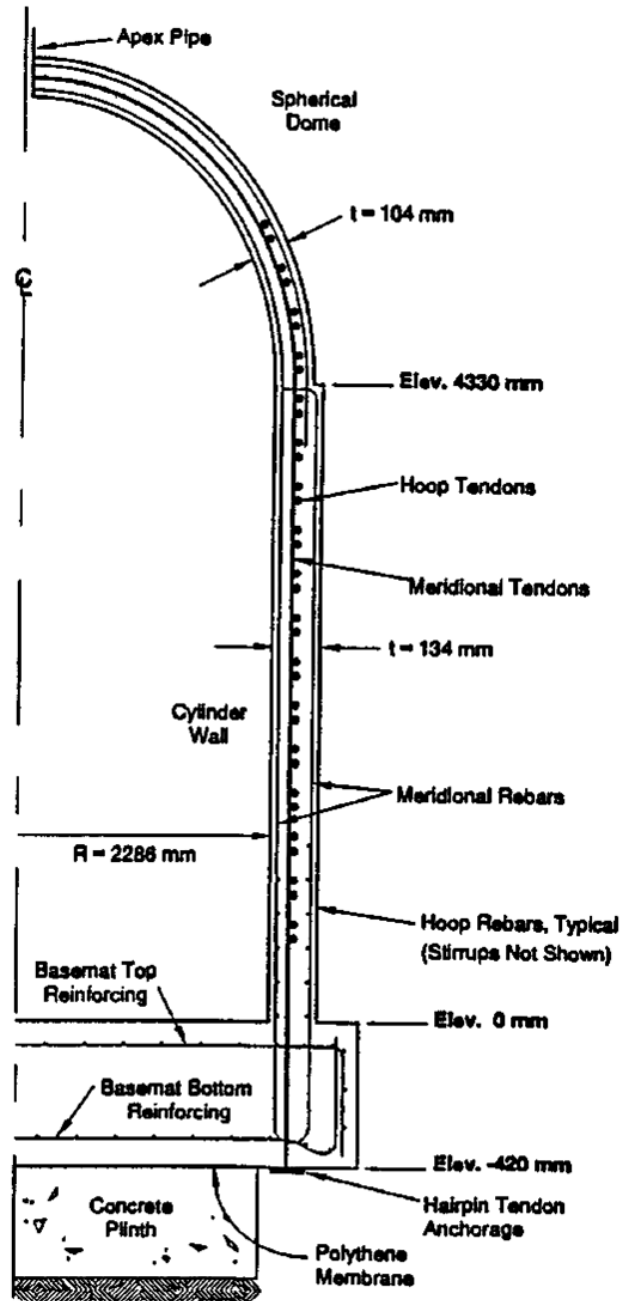 Apex Pipe
Spherical
Dome
t = 104 mm
℄
Elev. 4330 mm
Hoop Tendons
Meridional Tendons
t = 134 mm
Cylinder
Wall
Meridional Rebars
R = 2286 mm
Hoop Rebars, Typical
(Stirrups Not Shown)
Basemat Top
Reinforcing
Elev. 0 mm
Basemat Bottom
Reinforcing
Elev. -420 mm
Concrete
Plinth
Hairpin Tendon
Anchorage
Polythene
Membrane